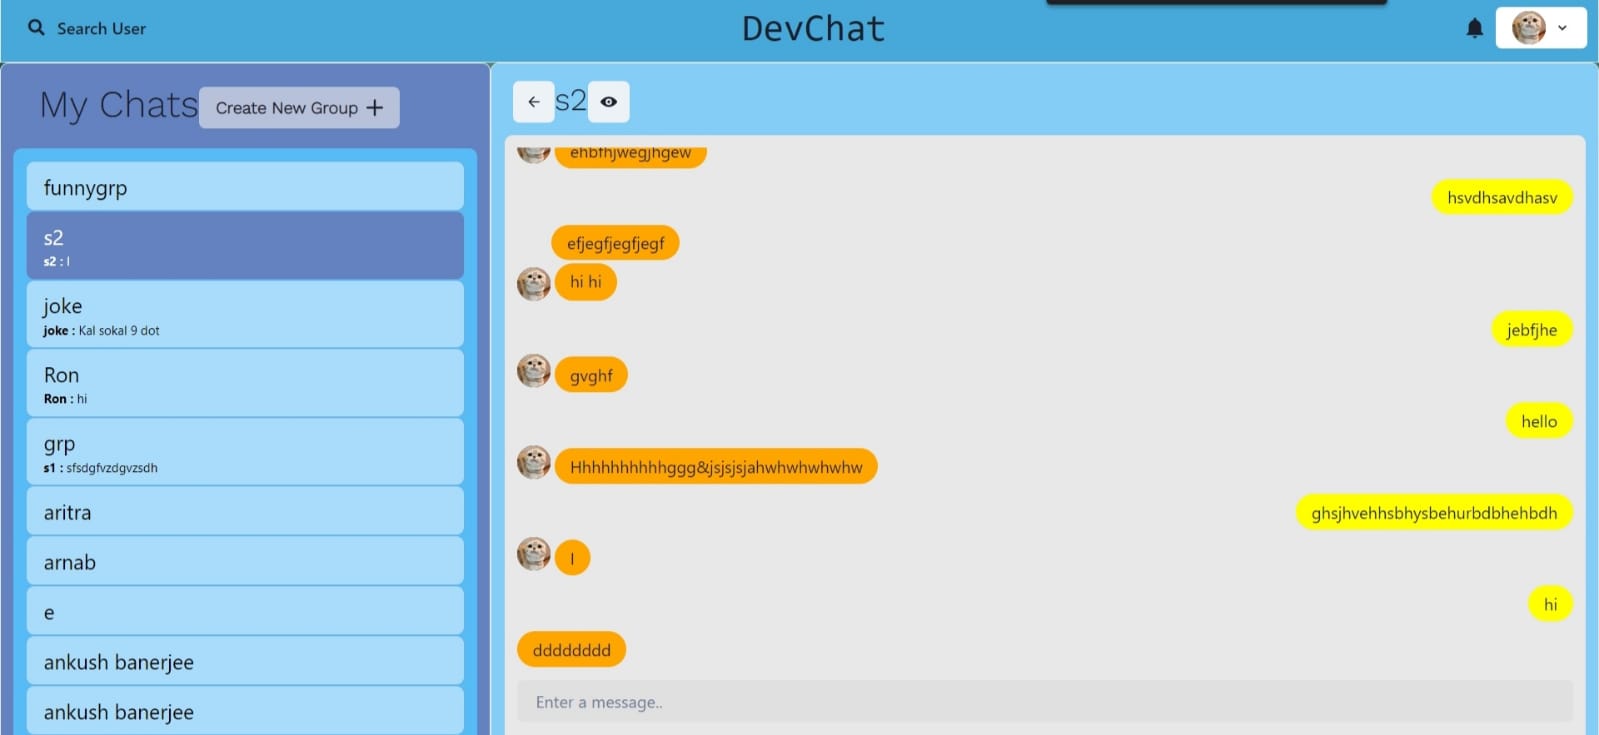 Search User
DevChat
My Chats
Create New Group +
funnygrp
s2
s2 : l
joke
joke : Kal sokal 9 dot
Ron
Ron : hi
grp
s1 : sfsdgfvzdgvzsdh
aritra
arnab
e
ankush banerjee
ankush banerjee
s2
ehbfhjwegjhgew
hsvdhsavdhasv
efjegfjegfjegf
hi hi
jebfjhe
gvghf
hello
Hhhhhhhhhhggg&jsjsjsjahwhwhwhwhw
ghsjhvehhsbhysbehurbdbhehbdh
l
hi
dddddddd
Enter a message..